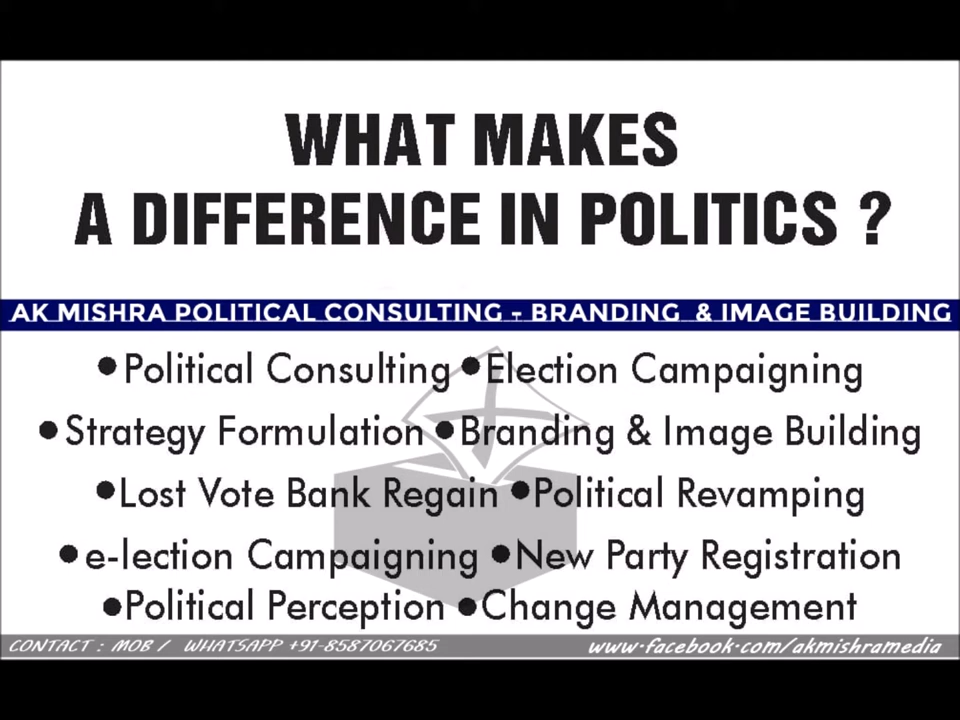 WHAT MAKES
A DIFFERENCE IN POLITICS ?
AK MISHRA POLITICAL CONSULTING - BRANDING & IMAGE BUILDING
•Political Consulting •Election Campaigning
•Strategy Formulation •Branding & Image Building
•Lost Vote Bank Regain •Political Revamping
•e-lection Campaigning •New Party Registration
•Political Perception •Change Management
CONTACT : MOB / WHATSAPP +91-8587067685 www.facebook.com/akmishramedia